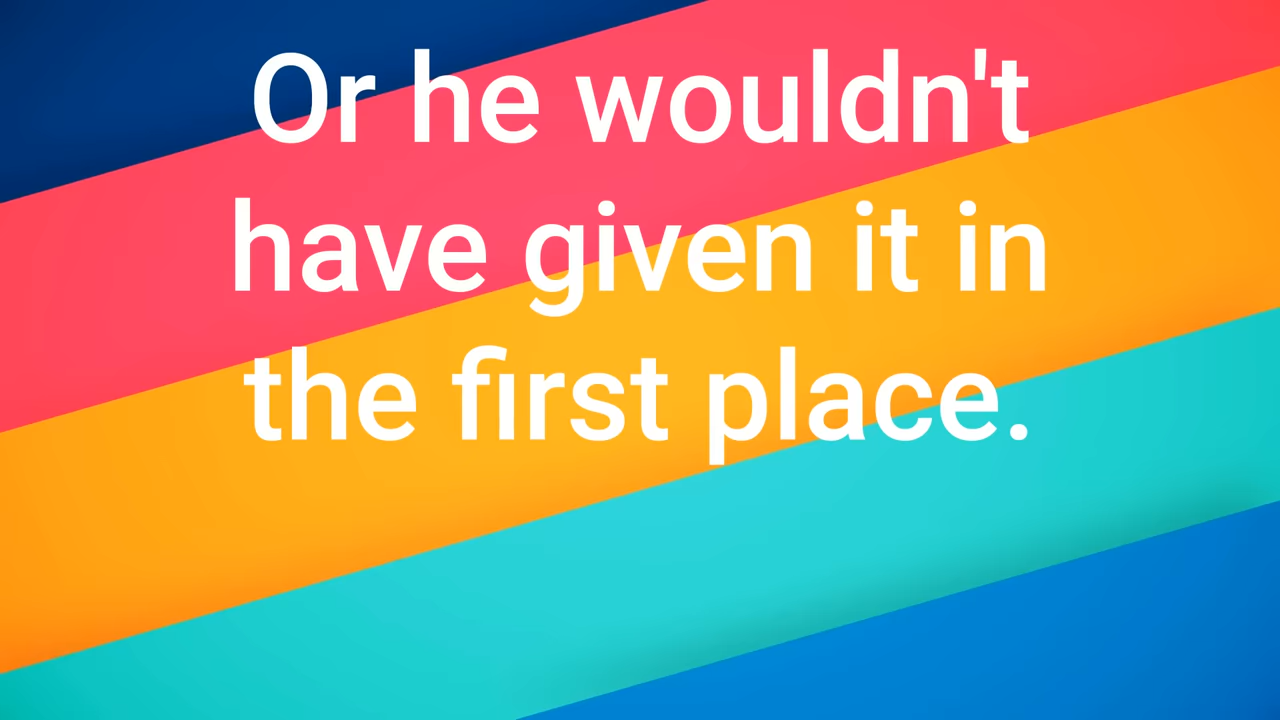 Or he wouldn't
have given it in
the first place.